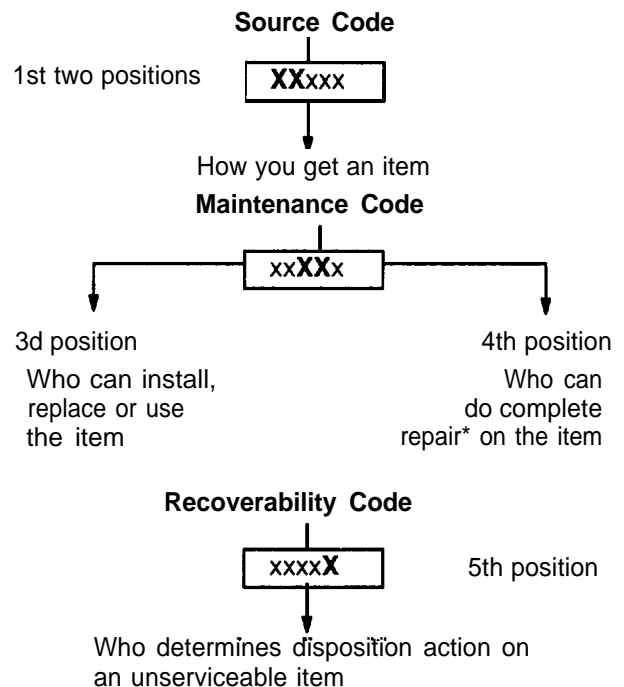 Source Code
1st two positions
XXxxx
How you get an item
Maintenance Code
xxXXx
3d position
Who can install,
replace or use
the item
4th position
Who can
do complete
repair* on the item
Recoverability Code
xxxxX
5th position
Who determines disposition action on
an unserviceable item